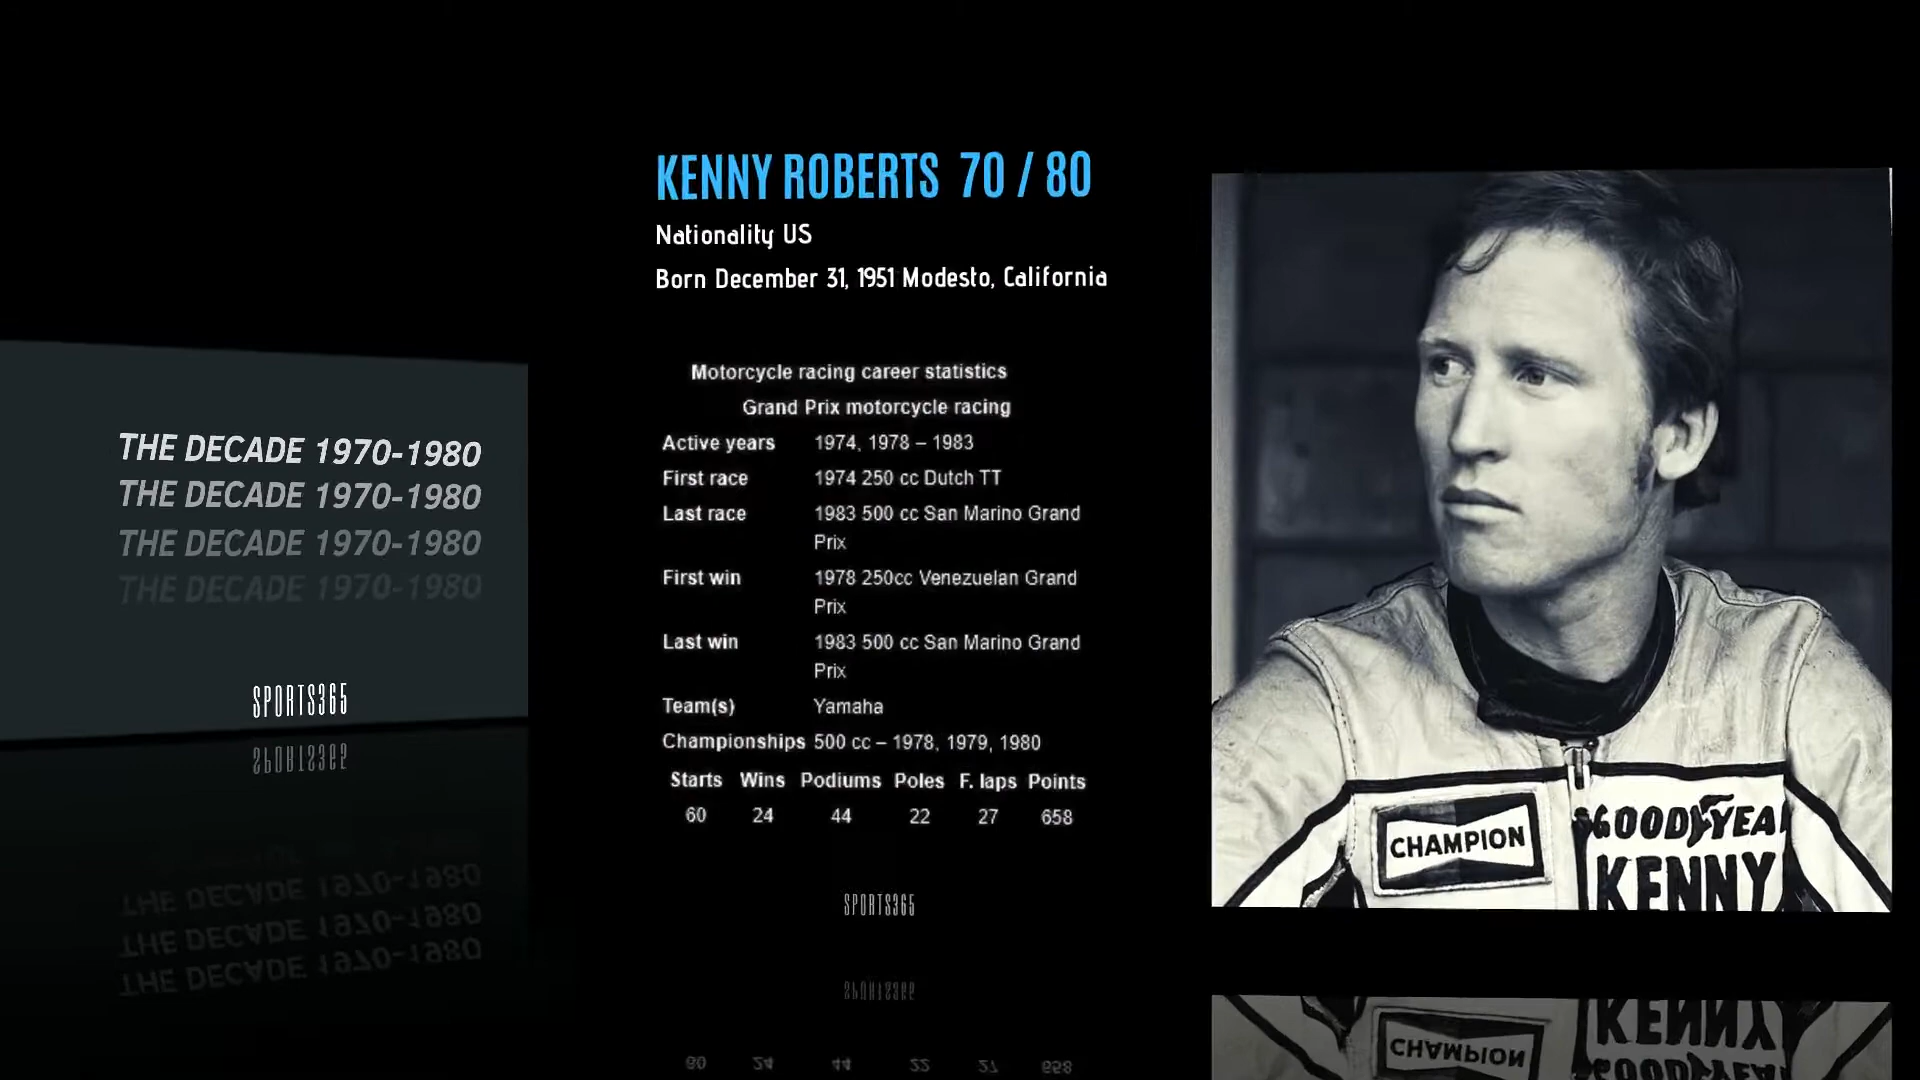 KENNY ROBERTS 70 / 80
Nationality US
Born December 31, 1951 Modesto, California
Motorcycle racing career statistics
Grand Prix motorcycle racing
Active years 1974, 1978 – 1983
First race 1974 250 cc Dutch TT
Last race 1983 500 cc San Marino Grand
Prix
First win 1978 250cc Venezuelan Grand
Prix
Last win 1983 500 cc San Marino Grand
Prix
Team(s) Yamaha
Championships 500 cc – 1978, 1979, 1980
Starts Wins Podiums Poles F. laps Points
60 24 44 22 27 658
SPORTS365
THE DECADE 1970-1980
THE DECADE 1970-1980
THE DECADE 1970-1980
THE DECADE 1970-1980
SPORTS365
CHAMPION
GOODYEA
KENNY